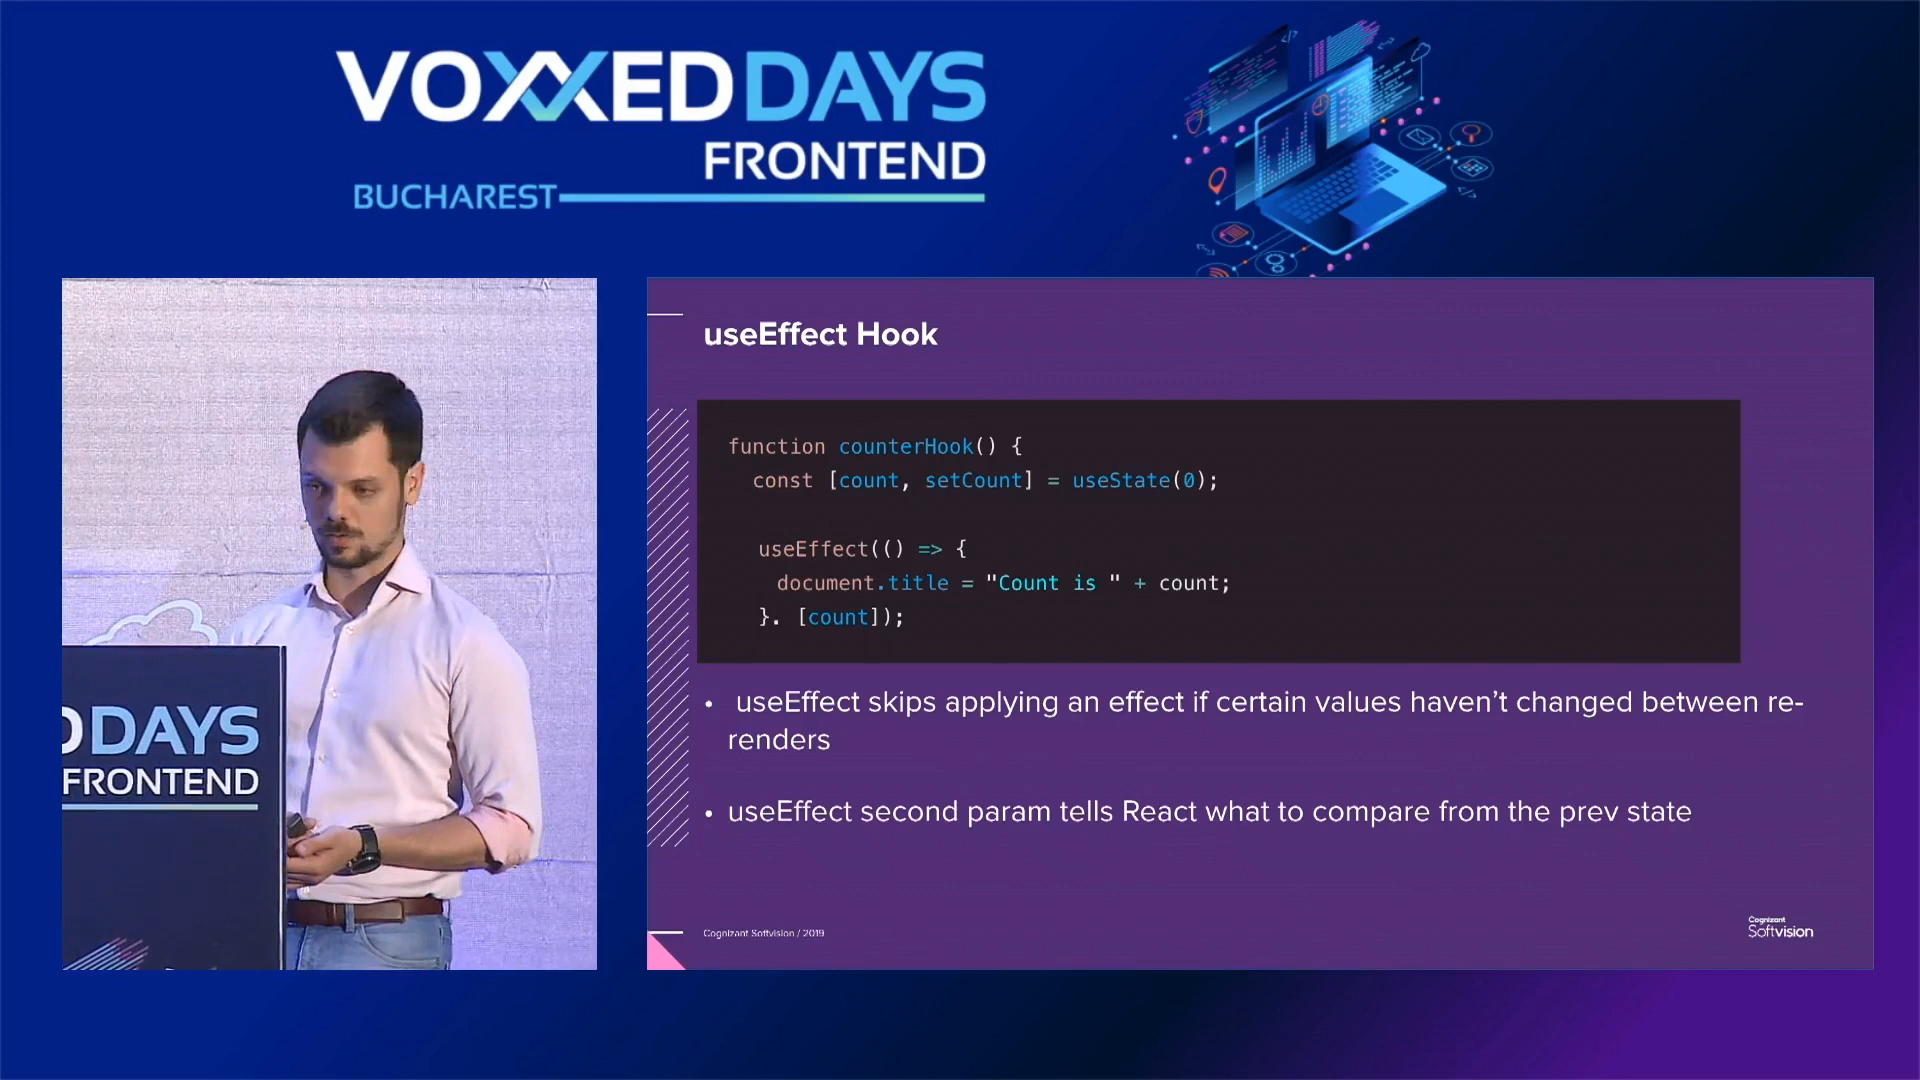 VOXXED DAYS
FRONTEND
BUCHAREST
DDAYS
FRONTEND
useEffect Hook
function counterHook() {
const [count, setCount] = useState(0);
useEffect(() => {
document.title = "Count is " + count;
}. [count]);
• useEffect skips applying an effect if certain values haven’t changed between re-
renders
• useEffect second param tells React what to compare from the prev state
Cognizant Softvision / 2019
Cognizant
Softvision